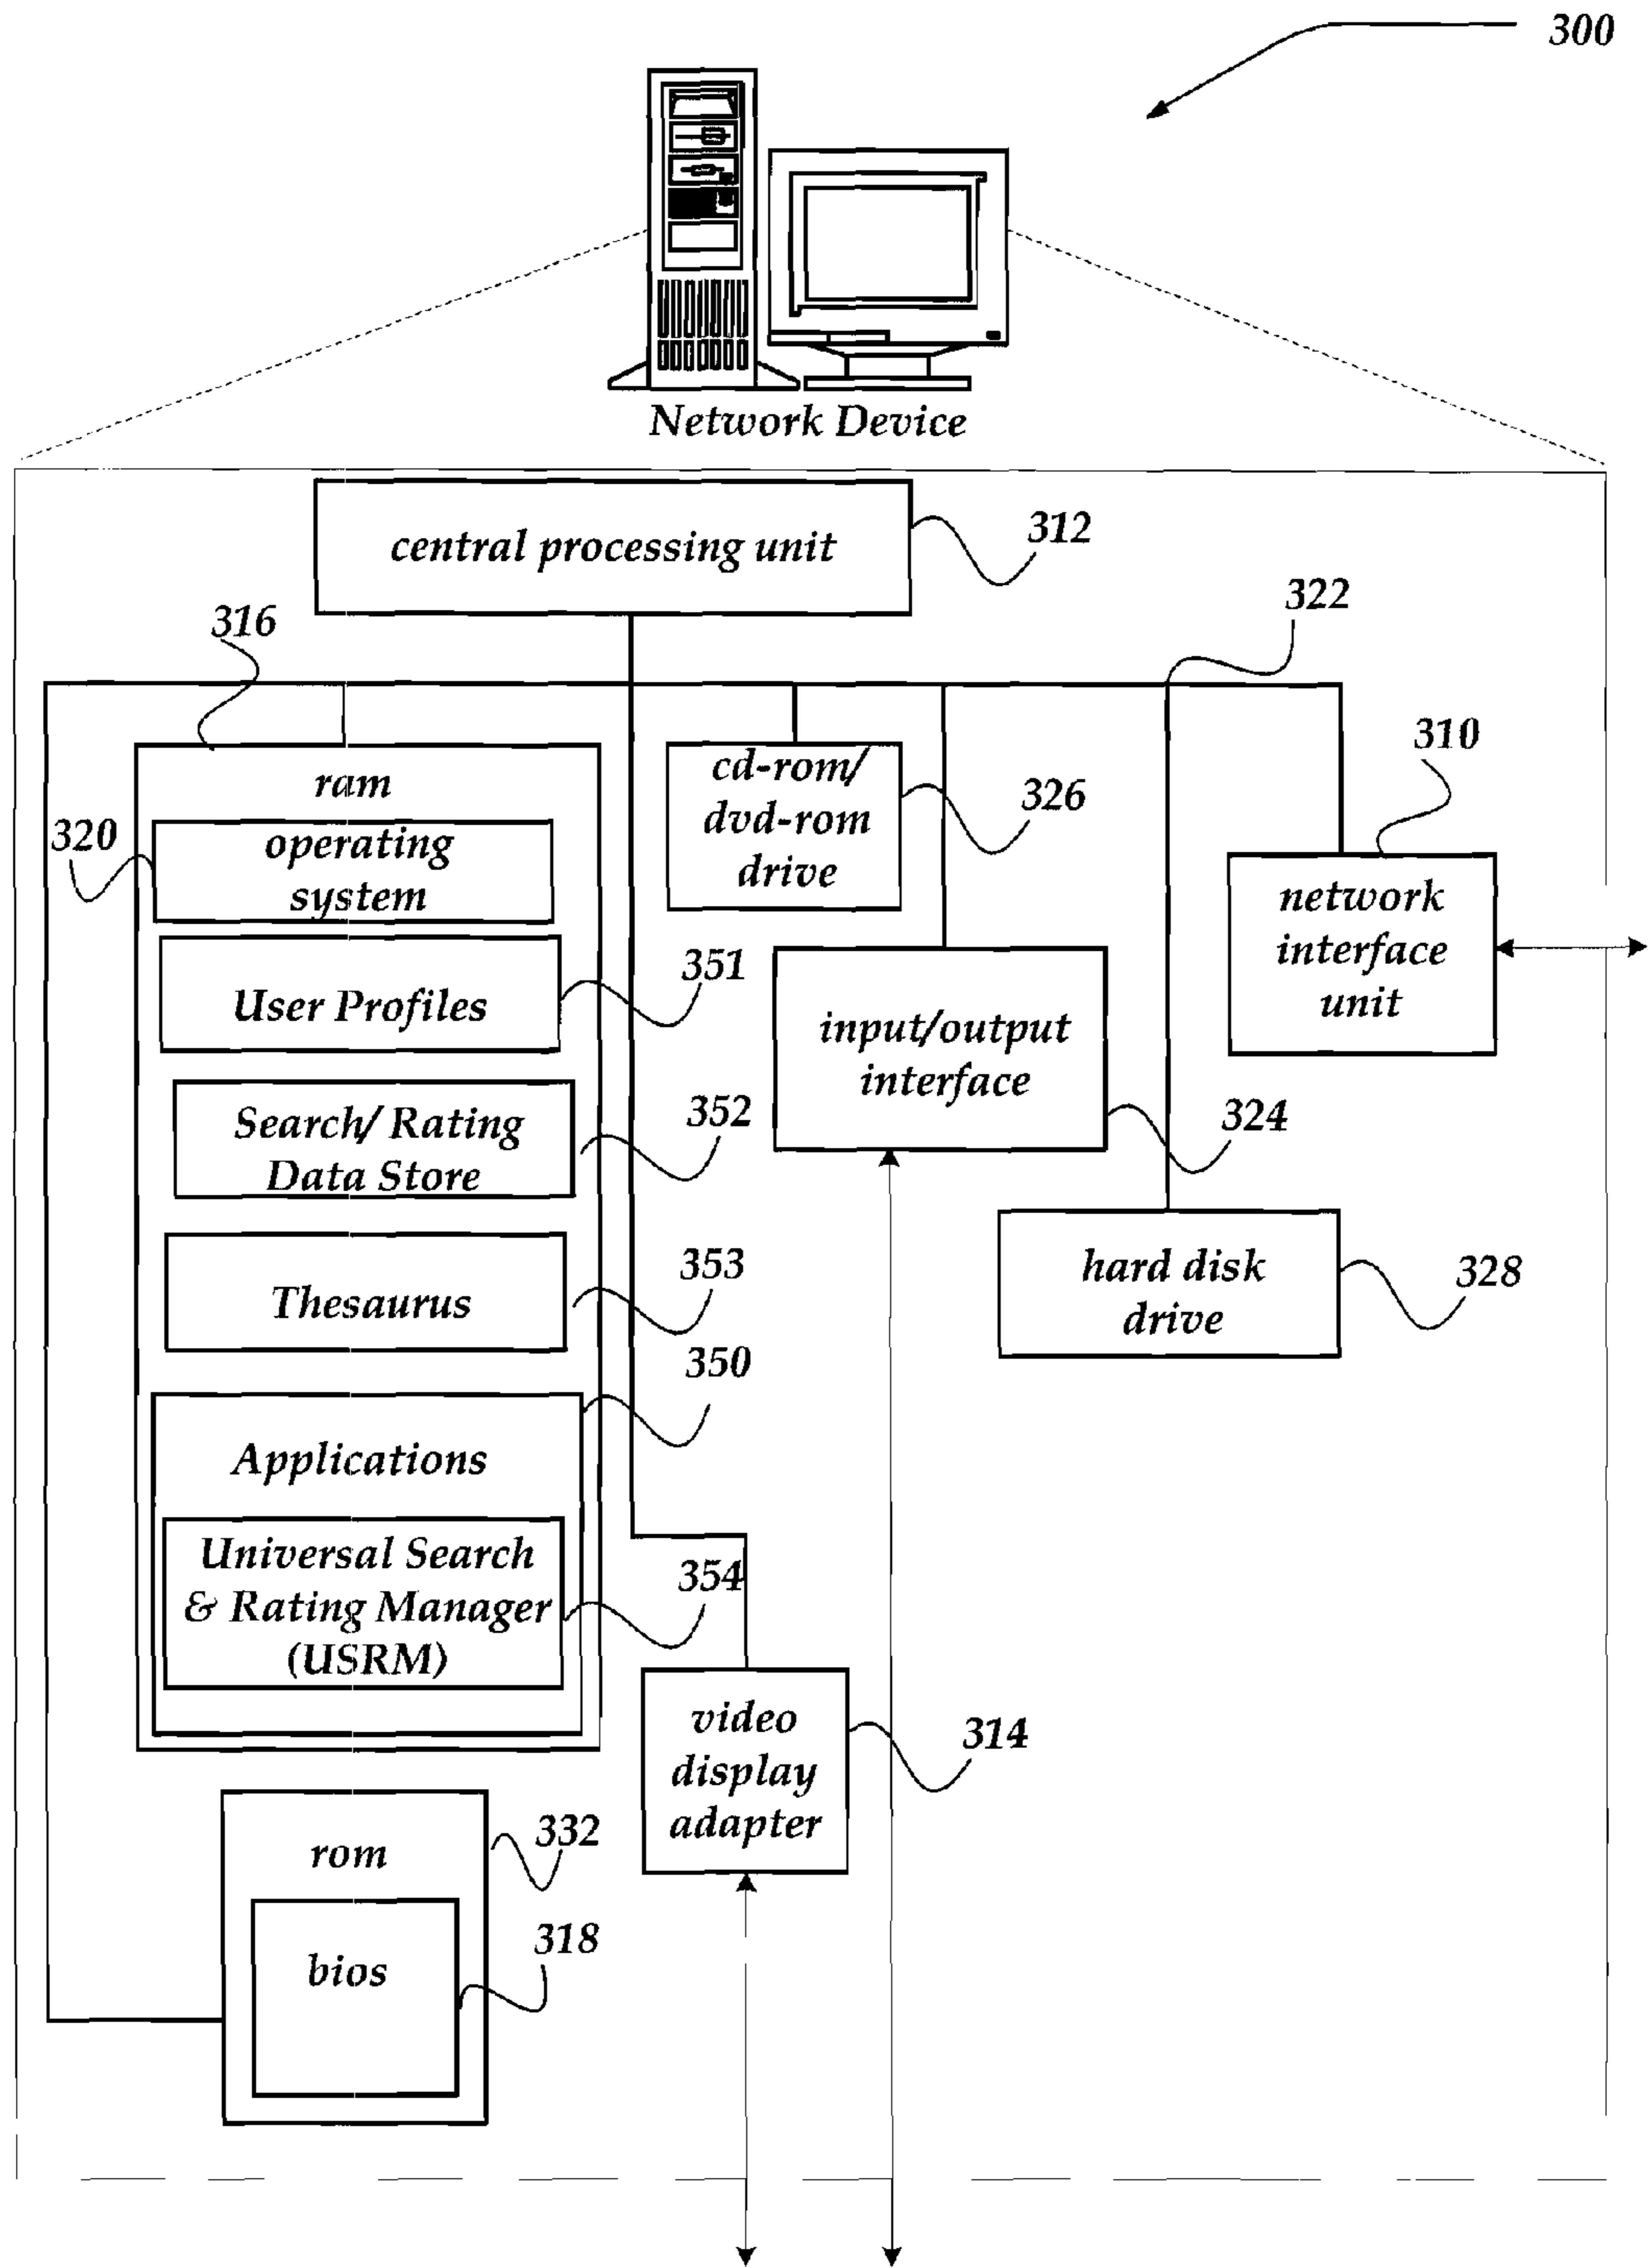 300
Network Device
central processing unit
312
322
316
310
ram
cd-rom/
dvd-rom
drive
326
320
operating
system
network
interface
unit
User Profiles
351
input/output
interface
324
Search/ Rating
Data Store
352
hard disk
drive
328
Thesaurus
353
350
Applications
Universal Search
& Rating Manager
(USRM)
354
video
display
adapter
314
rom
332
bios
318